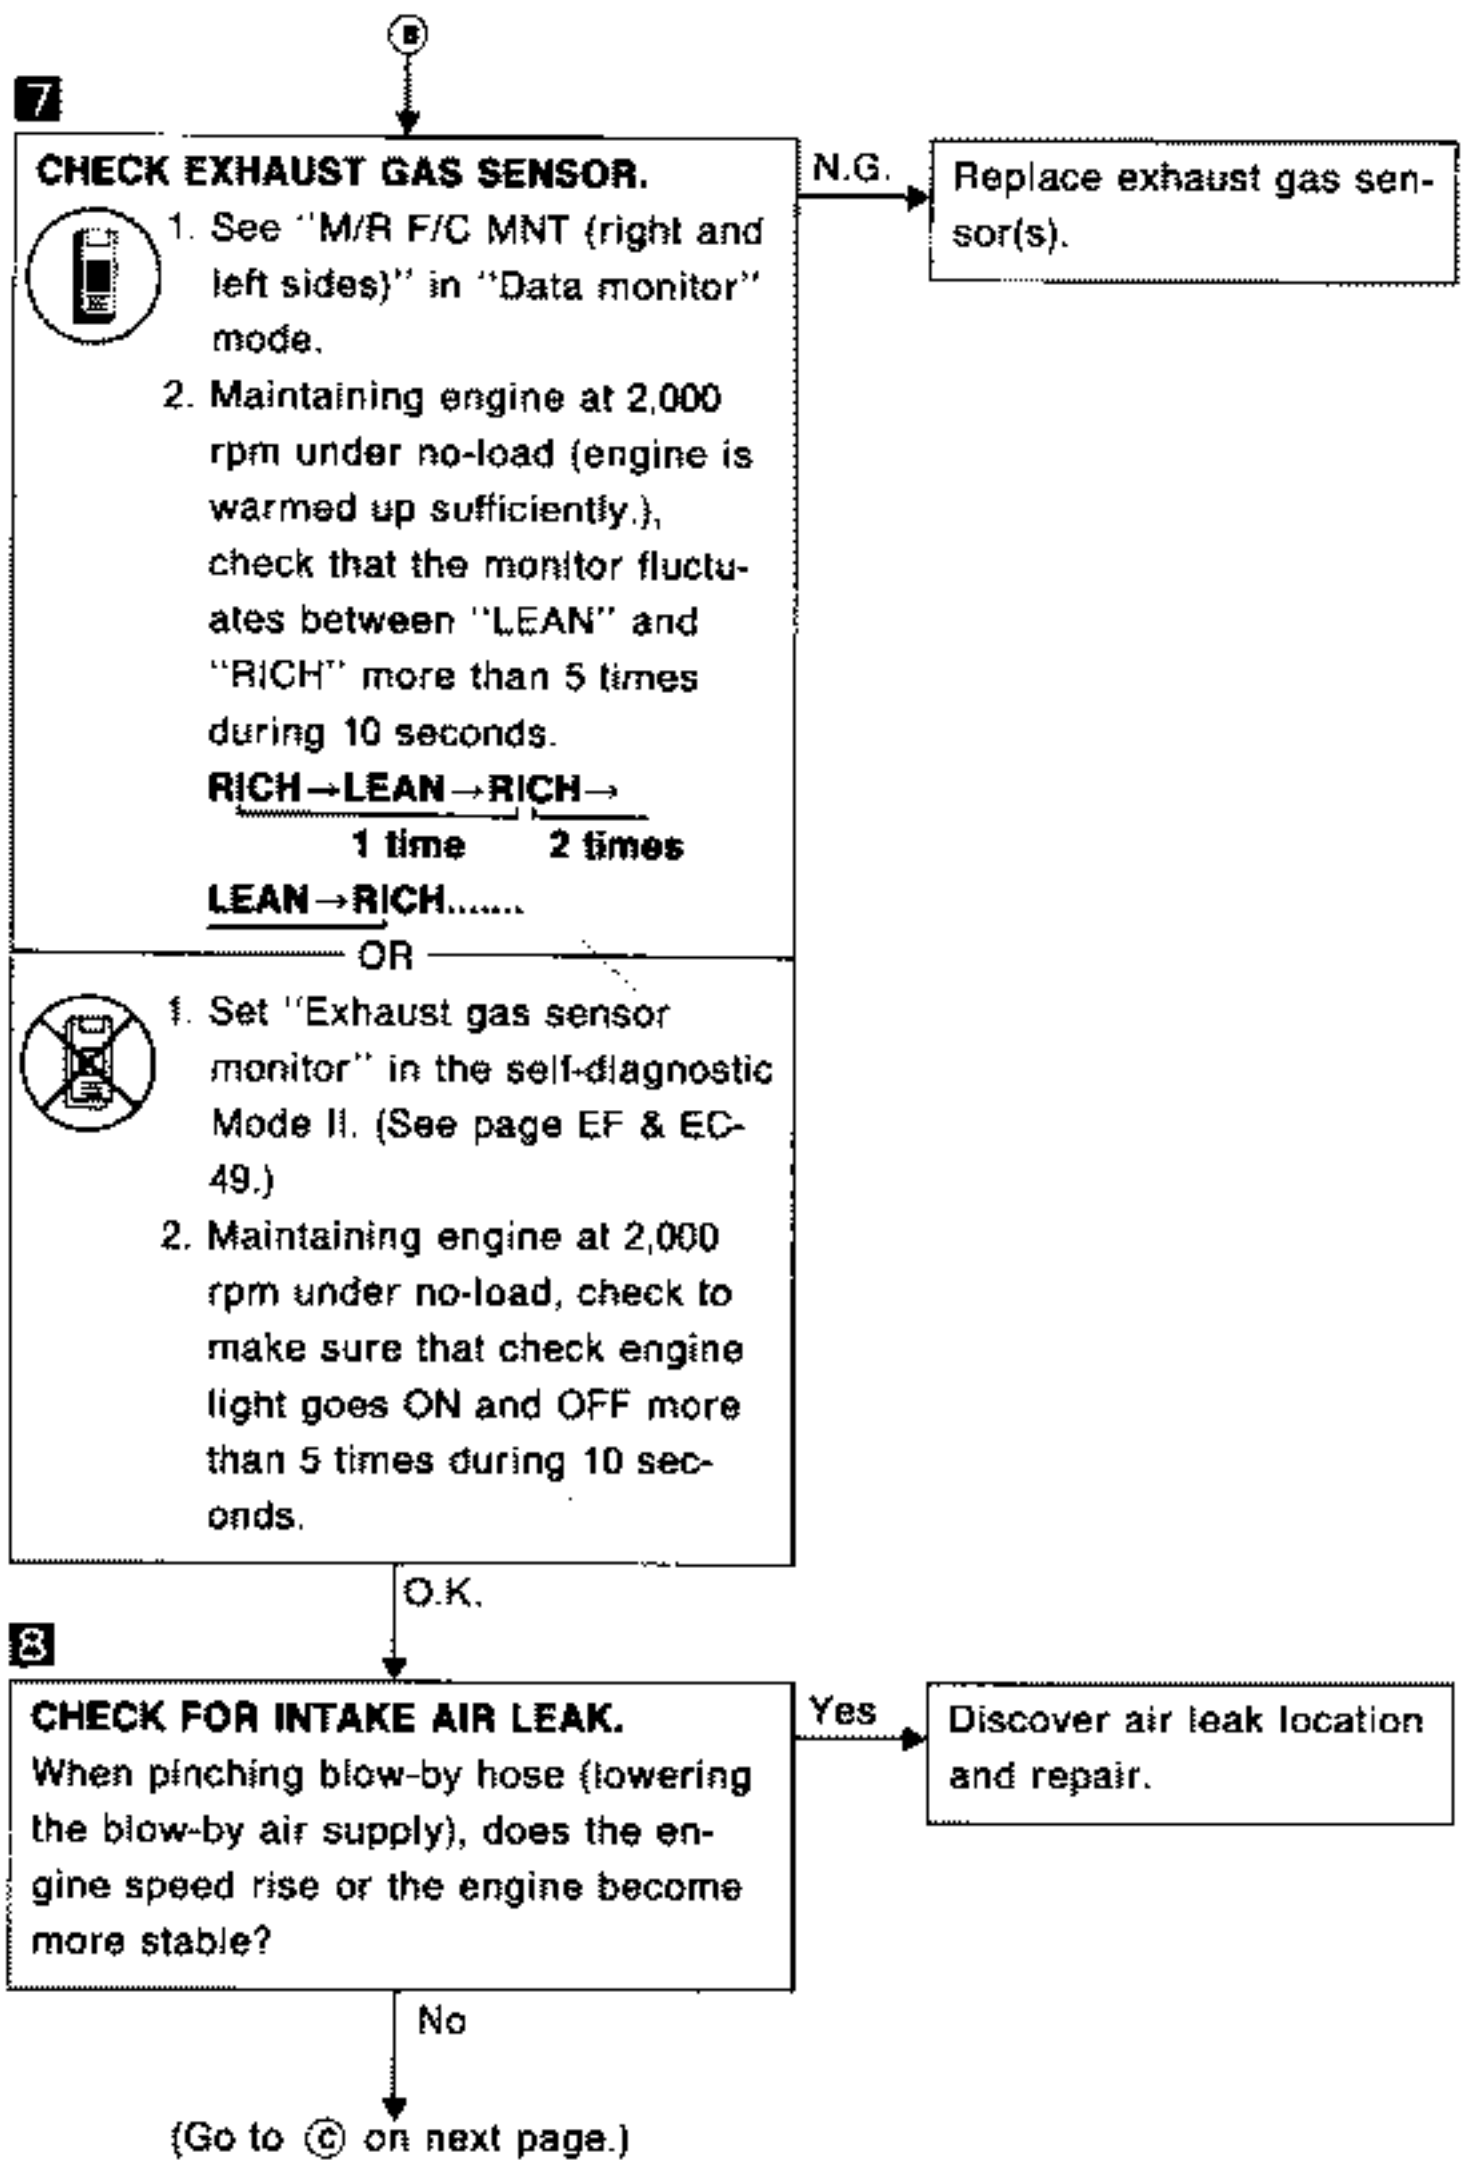 B
7
CHECK EXHAUST GAS SENSOR.
1. See "M/R F/C MNT (right and
left sides)" in "Data monitor"
mode.
2. Maintaining engine at 2,000
rpm under no-load (engine is
warmed up sufficiently.),
check that the monitor fluctu-
ates between "LEAN" and
"RICH" more than 5 times
during 10 seconds.
RICH→LEAN→RICH→
1 time 2 times
LEAN→RICH.......
N.G.
Replace exhaust gas sen-
sor(s).
OR
1. Set "Exhaust gas sensor
monitor" in the self-diagnostic
Mode II. (See page EF & EC-
49.)
2. Maintaining engine at 2,000
rpm under no-load, check to
make sure that check engine
light goes ON and OFF more
than 5 times during 10 sec-
onds.
O.K.
8
CHECK FOR INTAKE AIR LEAK.
When pinching blow-by hose (lowering
the blow-by air supply), does the en-
gine speed rise or the engine become
more stable?
Yes
Discover air leak location
and repair.
No
(Go to Ⓒ on next page.)